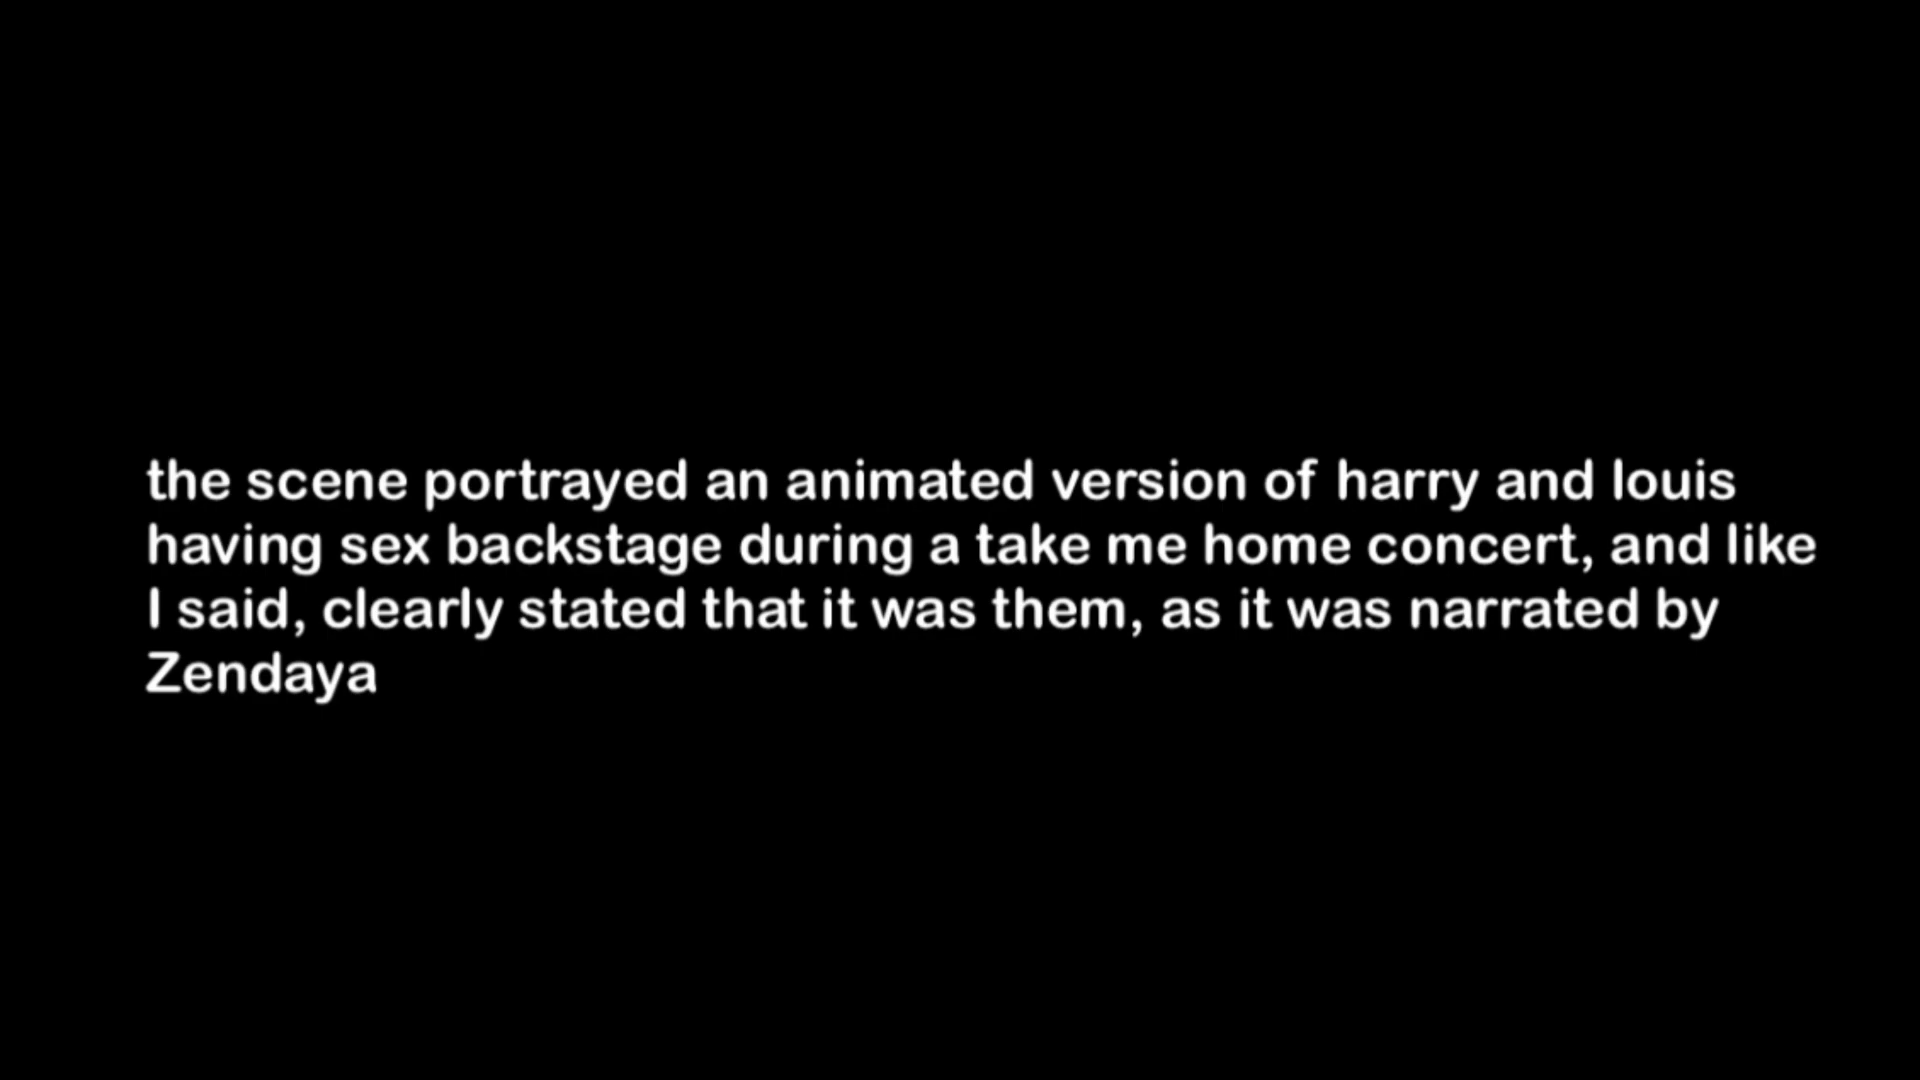 the scene portrayed an animated version of harry and louis
having sex backstage during a take me home concert, and like
I said, clearly stated that it was them, as it was narrated by
Zendaya